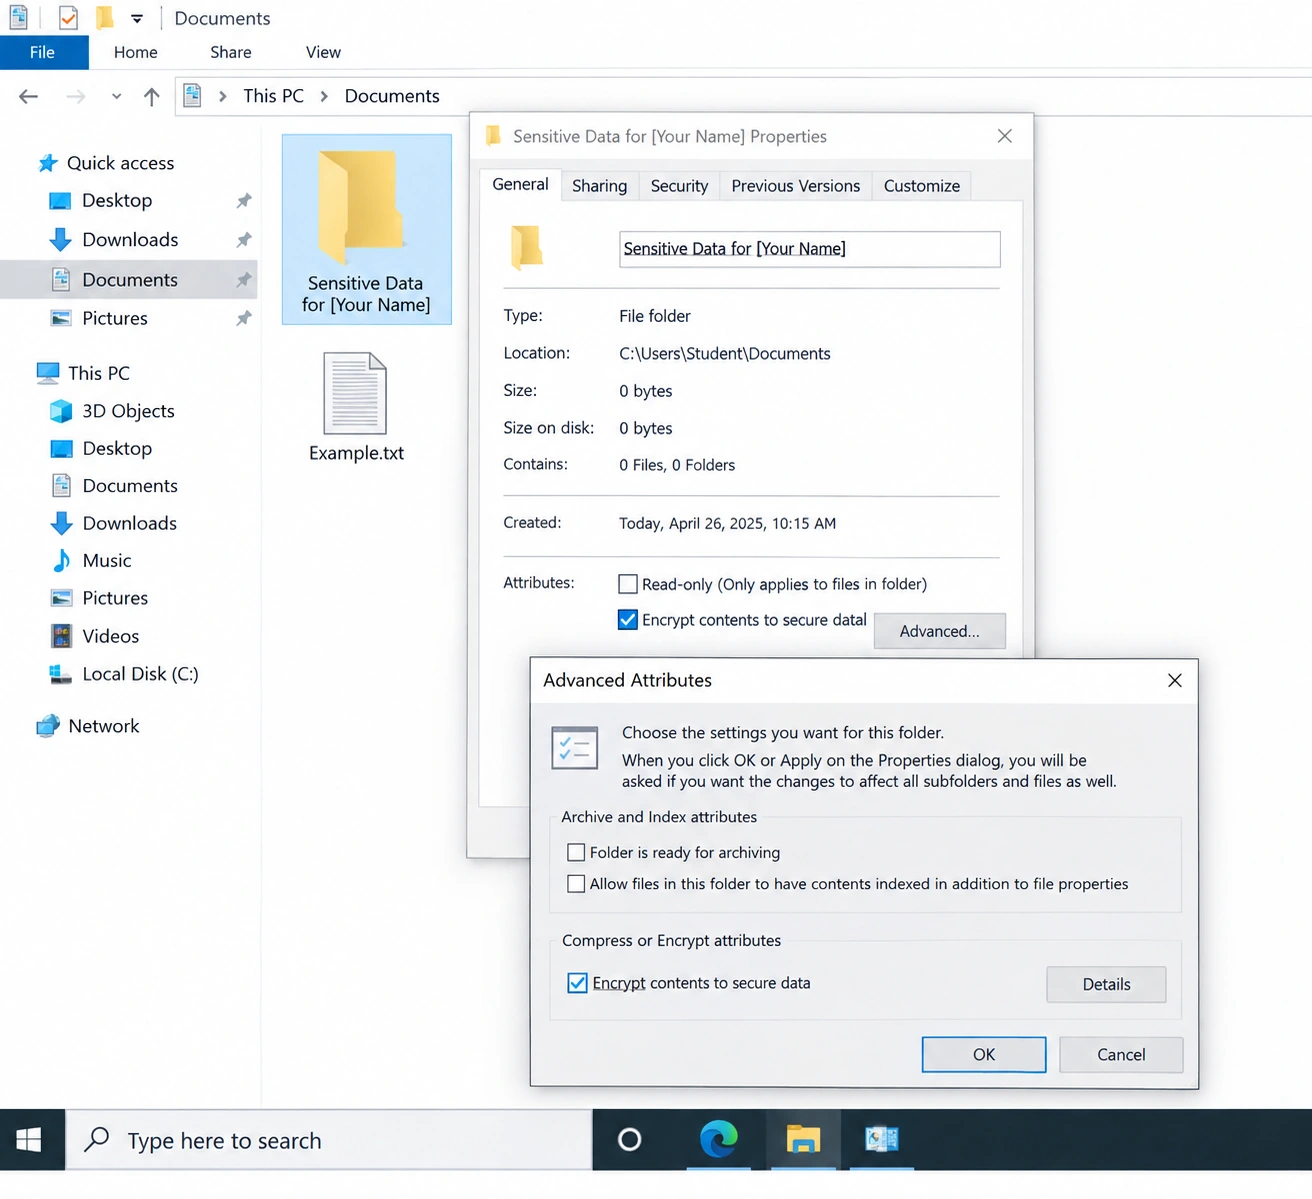 Documents
File
Home
Share
View
This PC
Documents
Quick access
Desktop
Downloads
Documents
Pictures
This PC
3D Objects
Desktop
Documents
Downloads
Music
Pictures
Videos
Local Disk (C:)
Network
Sensitive Data
for [Your Name]
Example.txt
Sensitive Data for [Your Name] Properties
General
Sharing
Security
Previous Versions
Customize
Sensitive Data for [Your Name]
Type: File folder
Location: C:\Users\Student\Documents
Size: 0 bytes
Size on disk: 0 bytes
Contains: 0 Files, 0 Folders
Created: Today, April 26, 2025, 10:15 AM
Attributes: Read-only (Only applies to files in folder)
Encrypt contents to secure datal
Advanced...
Advanced Attributes
Choose the settings you want for this folder.
When you click OK or Apply on the Properties dialog, you will be
asked if you want the changes to affect all subfolders and files as well.
Archive and Index attributes
Folder is ready for archiving
Allow files in this folder to have contents indexed in addition to file properties
Compress or Encrypt attributes
Encrypt contents to secure data
Details
OK
Cancel
Type here to search